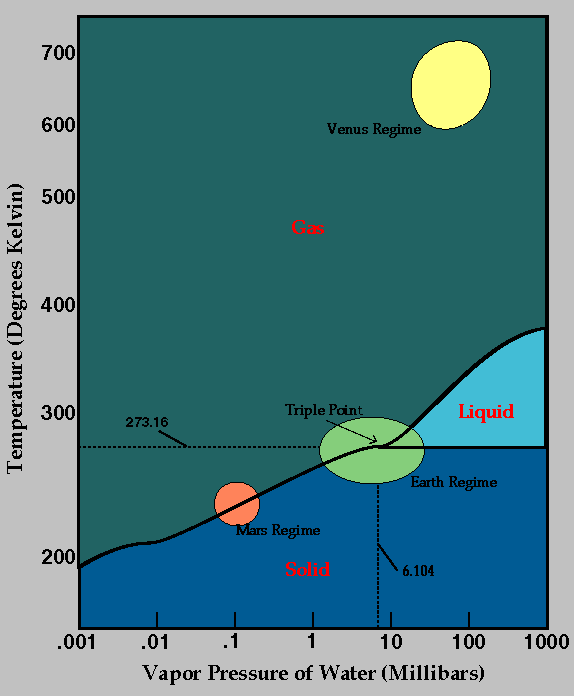 700
600
500
400
300
200
Temperature (Degrees Kelvin)
Venus Regime
Gas
Triple Point
273.16
Liquid
Earth Regime
Mars Regime
Solid
6.104
.001 .01 .1 1 10 100 1000
Vapor Pressure of Water (Millibars)